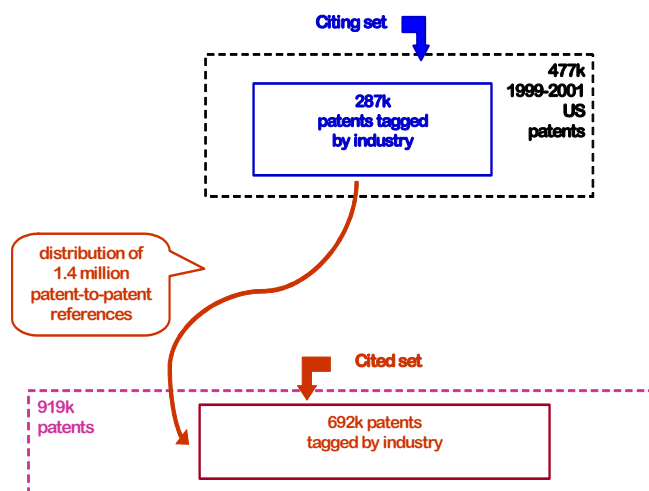 Citing set
477k
1999-2001
US
patents
287k
patents tagged
by industry
distribution of
1.4 million
patent-to-patent
references
Cited set
919k
patents
692k patents
tagged by industry